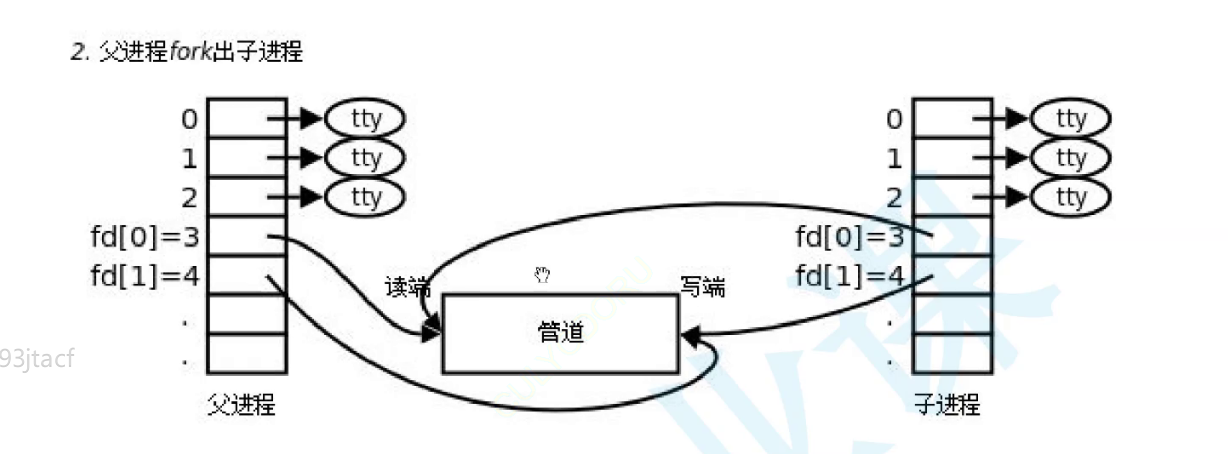 2. 父进程fork出子进程
0 tty
1 tty
2 tty
fd[0]=3
fd[1]=4
.
.
父进程
读端
管道
写端
0 tty
1 tty
2 tty
fd[0]=3
fd[1]=4
.
.
子进程
93jtacf